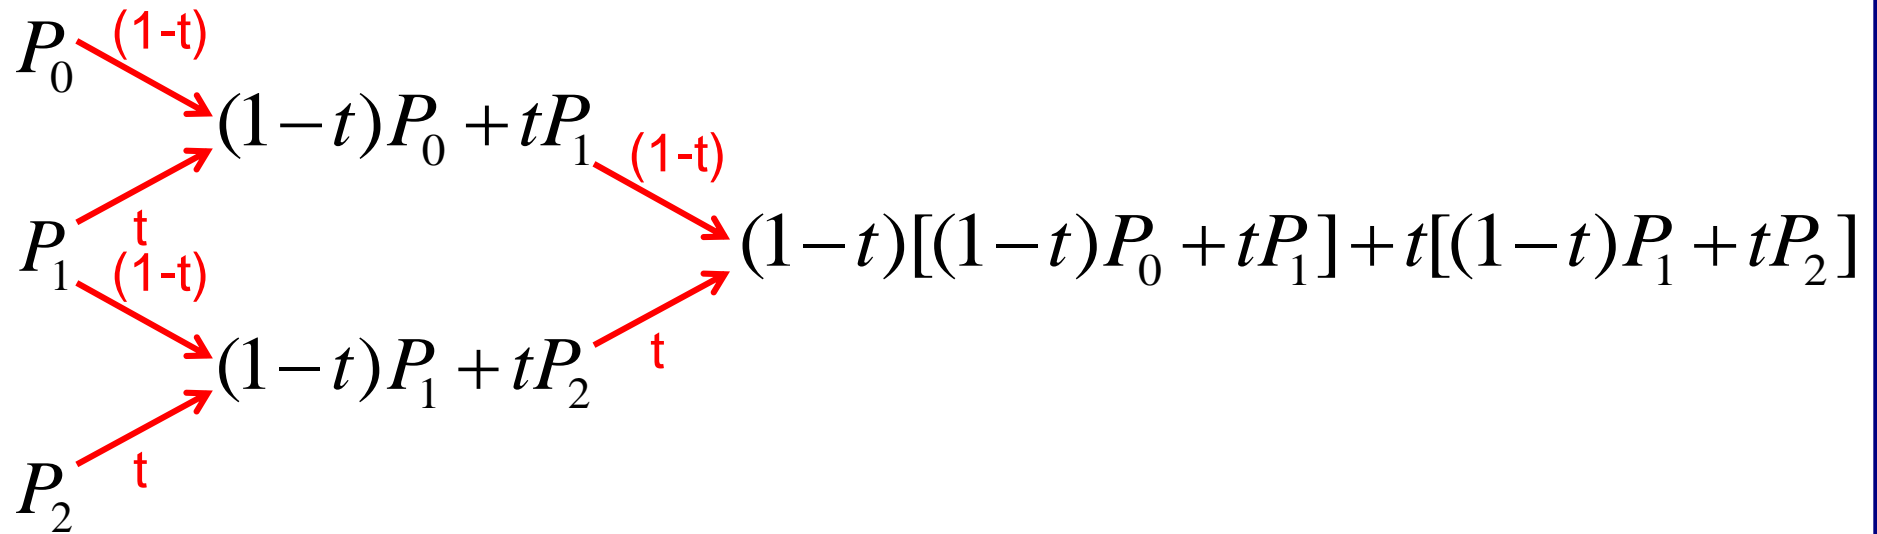 P₀ (1-t)
(1−t)P₀ + tP₁ (1-t)
P₁ t (1-t)
(1−t)[(1−t)P₀ + tP₁] + t[(1−t)P₁ + tP₂]
(1−t)P₁ + tP₂ t
P₂ t